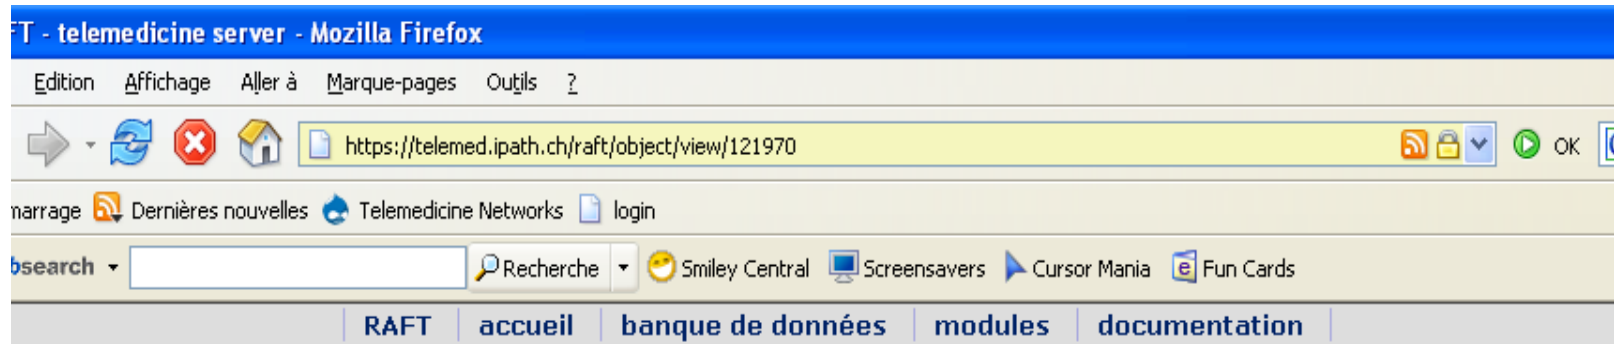 FT - telemedicine server - Mozilla Firefox
Edition Affichage Aller à Marque-pages Outils ?
https://telemed.ipath.ch/raft/object/view/121970 OK
marrage Dernières nouvelles Telemedicine Networks login
bsearch Recherche Smiley Central Screensavers Cursor Mania Fun Cards
RAFT accueil banque de données modules documentation